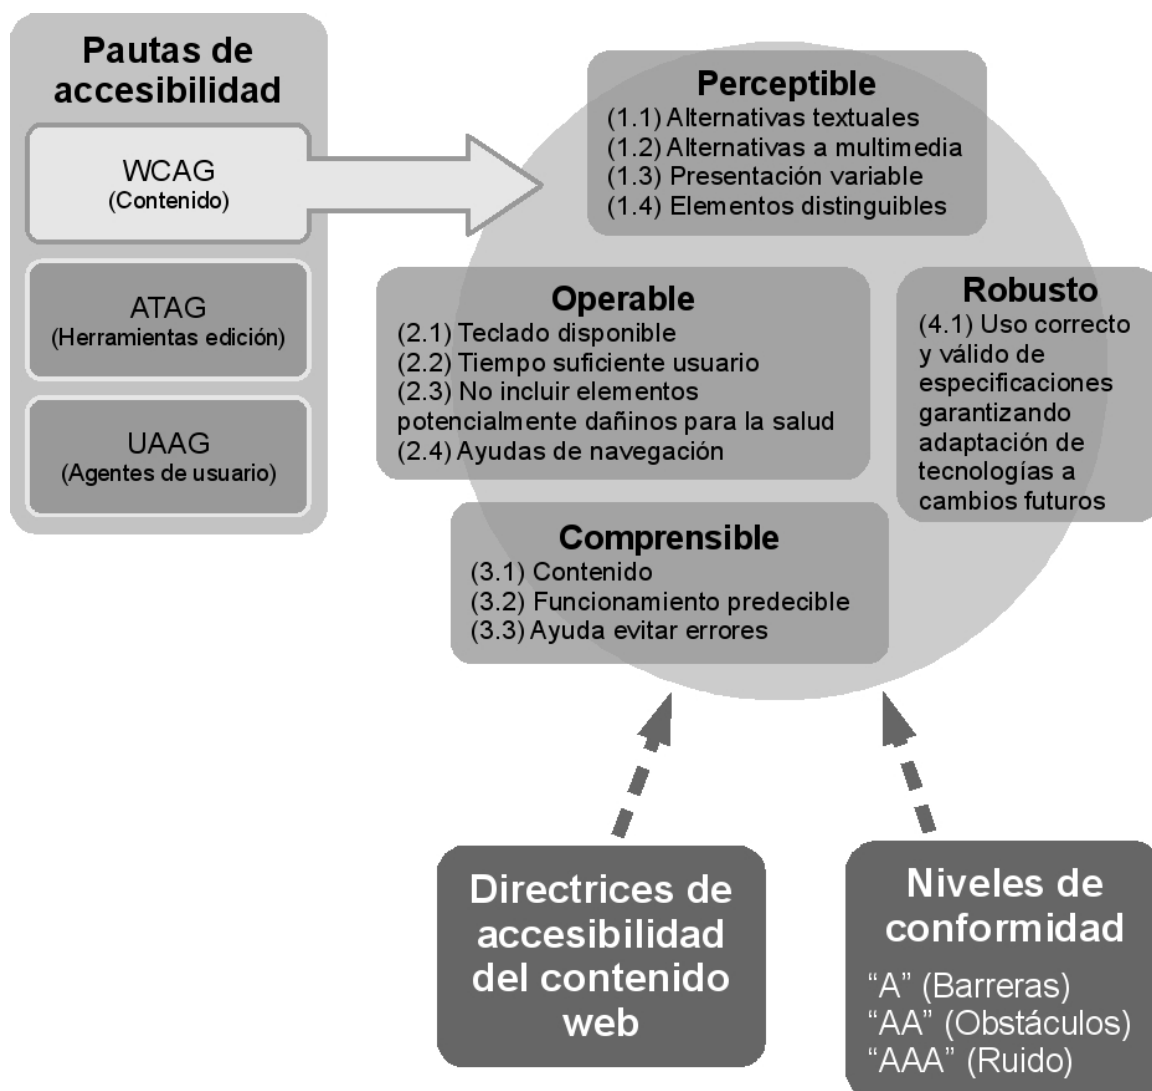 Pautas de
accesibilidad
WCAG
(Contenido)
ATAG
(Herramientas edición)
UAAG
(Agentes de usuario)
Perceptible
(1.1) Alternativas textuales
(1.2) Alternativas a multimedia
(1.3) Presentación variable
(1.4) Elementos distinguibles
Operable
(2.1) Teclado disponible
(2.2) Tiempo suficiente usuario
(2.3) No incluir elementos
potencialmente dañinos para la salud
(2.4) Ayudas de navegación
Robusto
(4.1) Uso correcto
y válido de
especificaciones
garantizando
adaptación de
tecnologías a
cambios futuros
Comprensible
(3.1) Contenido
(3.2) Funcionamiento predecible
(3.3) Ayuda evitar errores
Directrices de
accesibilidad
del contenido
web
Niveles de
conformidad
“A” (Barreras)
“AA” (Obstáculos)
“AAA” (Ruido)